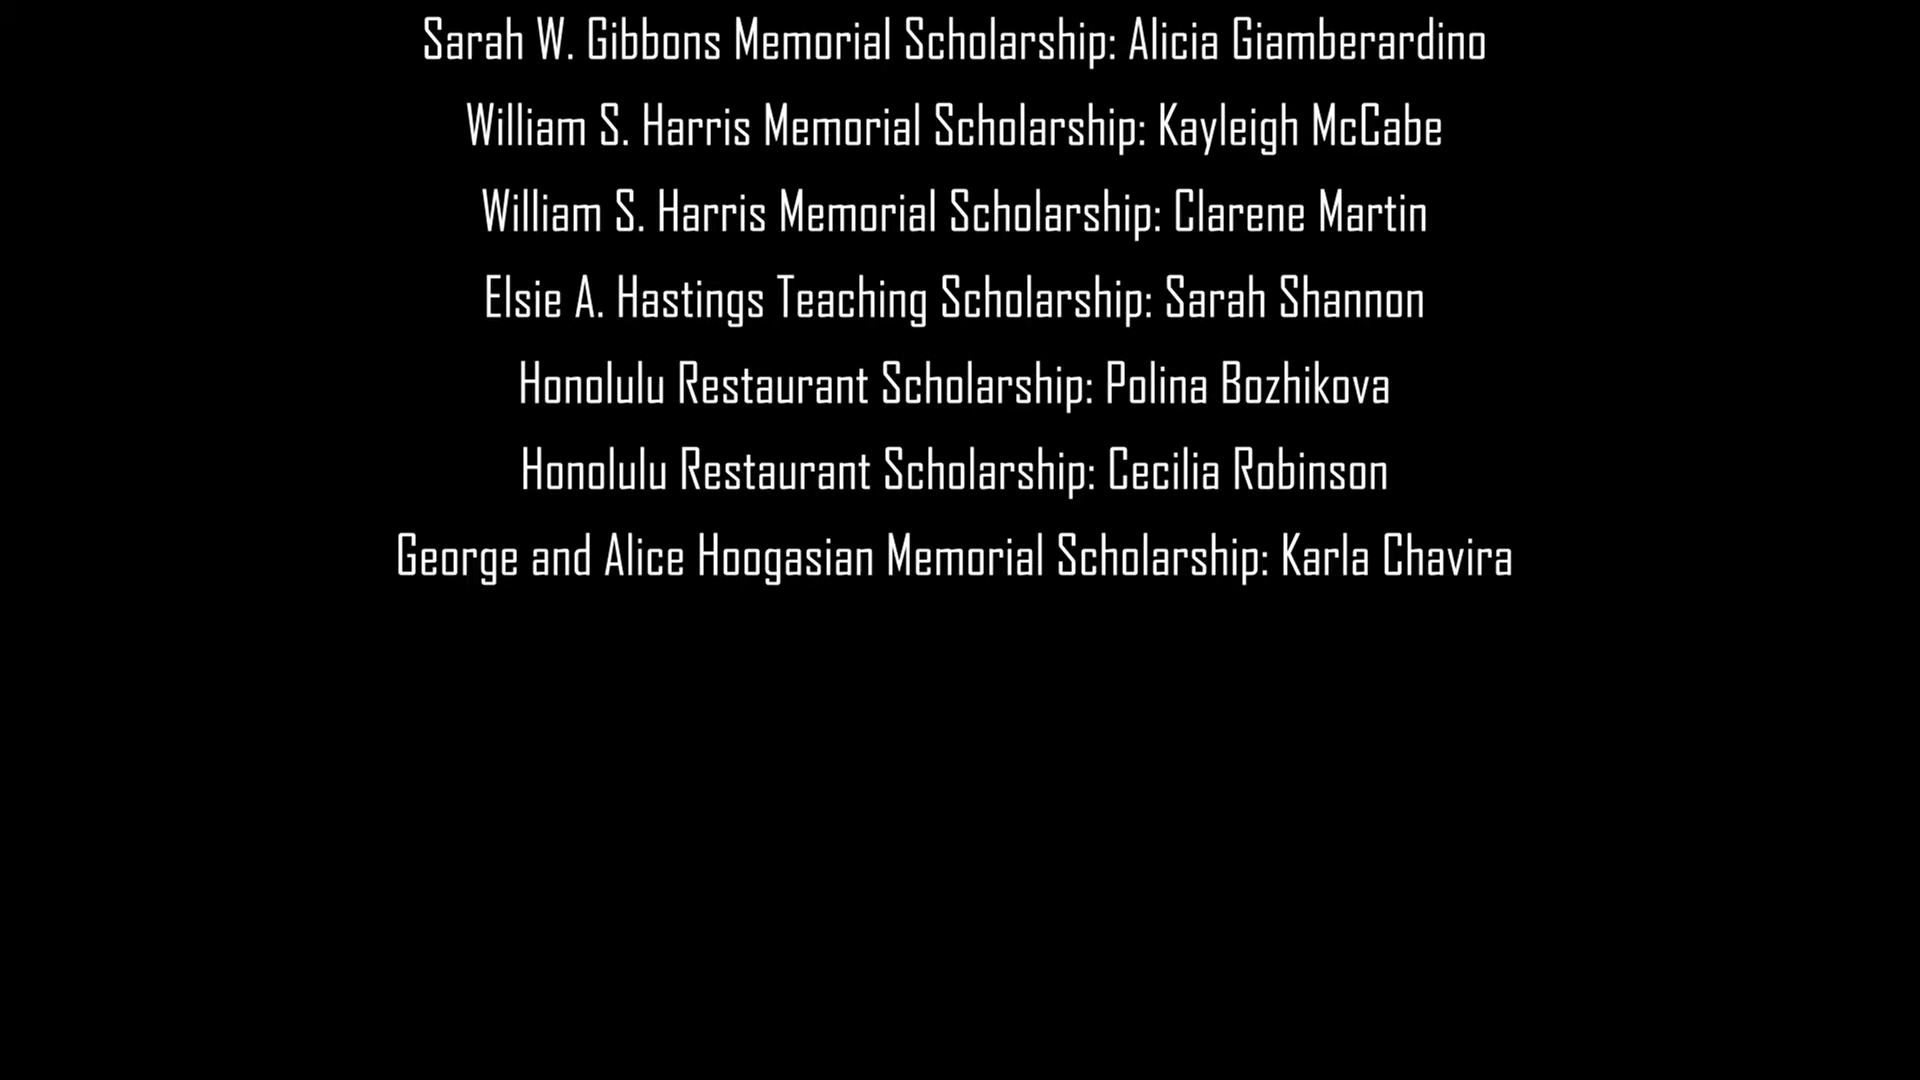 Sarah W. Gibbons Memorial Scholarship: Alicia Giamberardino
William S. Harris Memorial Scholarship: Kayleigh McCabe
William S. Harris Memorial Scholarship: Clarene Martin
Elsie A. Hastings Teaching Scholarship: Sarah Shannon
Honolulu Restaurant Scholarship: Polina Bozhikova
Honolulu Restaurant Scholarship: Cecilia Robinson
George and Alice Hoogasian Memorial Scholarship: Karla Chavira